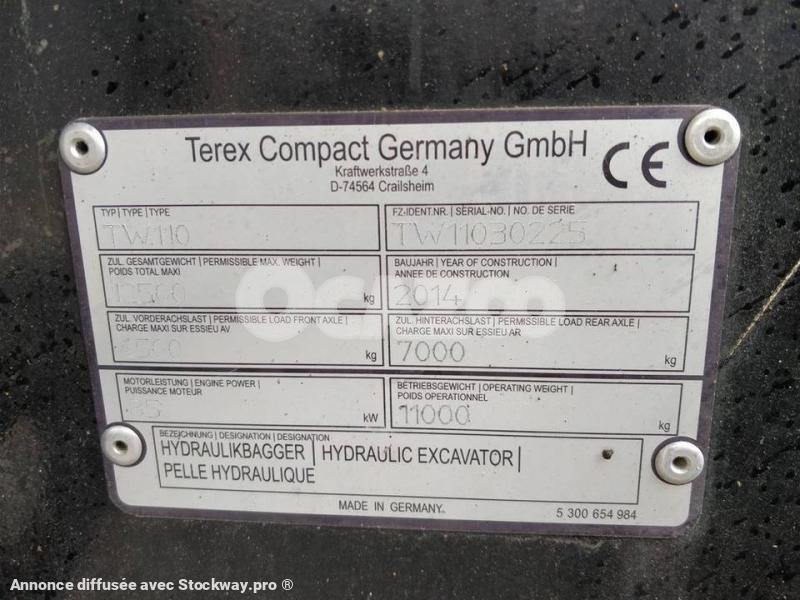 Terex Compact Germany GmbH
Kraftwerkstraße 4
D-74564 Crailsheim
CE
TYP | TYPE | TYPE
TW110
FZ-IDENT.NR. | SERIAL-NO. | NO. DE SERIE
TW11030225
ZUL. GESAMTGEWICHT | PERMISSIBLE MAX. WEIGHT |
POIDS TOTAL MAXI
kg
BAUJAHR | YEAR OF CONSTRUCTION |
ANNEE DE CONSTRUCTION
2014
ZUL. VORDERACHSLAST | PERMISSIBLE LOAD FRONT AXLE |
CHARGE MAXI SUR ESSIEU AV
kg
ZUL. HINTERACHSLAST | PERMISSIBLE LOAD REAR AXLE |
CHARGE MAXI SUR ESSIEU AR
7000 kg
MOTORLEISTUNG | ENGINE POWER |
PUISSANCE MOTEUR
kW
BETRIEBSGEWICHT | OPERATING WEIGHT |
POIDS OPERATIONNEL
11000 kg
BEZEICHNUNG | DESIGNATION | DESIGNATION
HYDRAULIKBAGGER | HYDRAULIC EXCAVATOR |
PELLE HYDRAULIQUE
MADE IN GERMANY
5 300 654 984
Annonce diffusée avec Stockway.pro ®